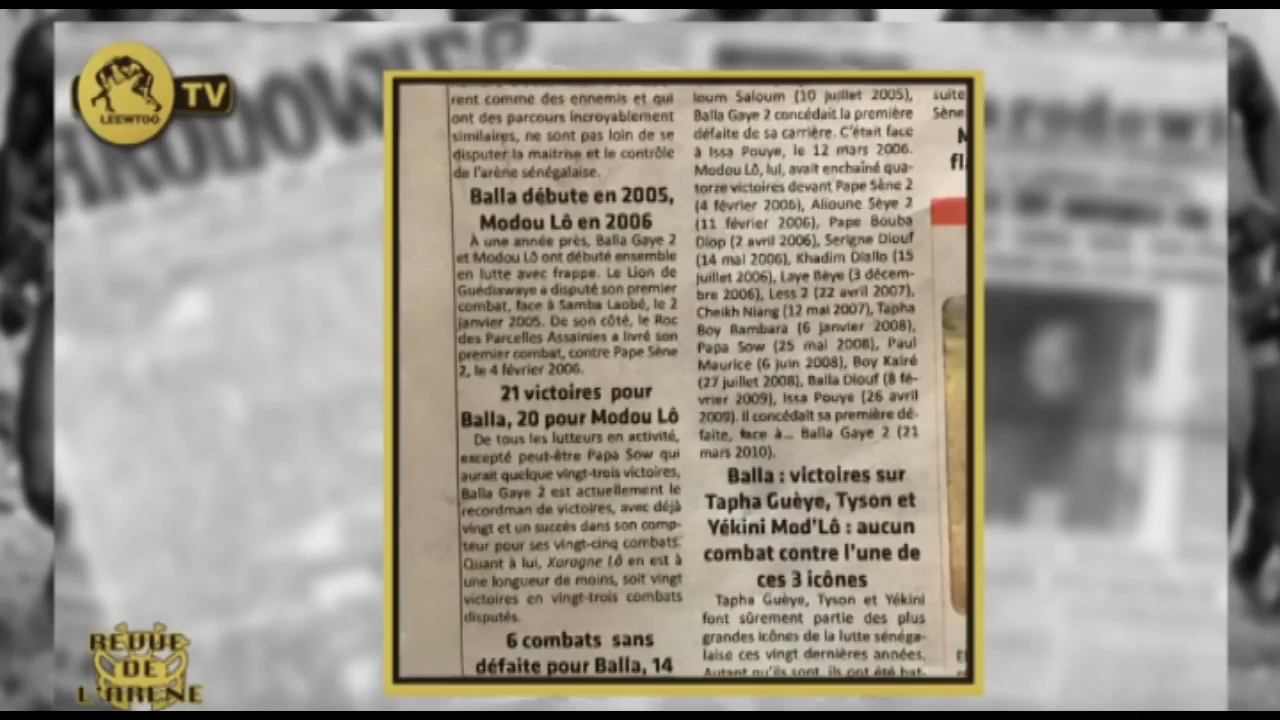 LEEWTOO
TV
rent comme des ennemis et qui
ont des parcours incroyablement
similaires, ne sont pas loin de se
disputer la maîtrise et le contrôle
de l'arène sénégalaise.
Balla débute en 2005,
Modou Lô en 2006
À une année près, Balla Gaye 2
et Modou Lô ont débuté ensemble
en lutte avec frappe. Le Lion de
Guédiawaye a disputé son premier
combat, face à Samba Laobé, le 2
janvier 2005. De son côté, le Roc
des Parcelles Assainies a livré son
premier combat, contre Pape Sène
2, le 4 février 2006.
21 victoires pour
Balla, 20 pour Modou Lô
De tous les lutteurs en activité,
excepté peut-être Papa Sow qui
aurait quelque vingt-trois victoires,
Balla Gaye 2 est actuellement le
recordman de victoires, avec déjà
vingt et un succès dans son comp-
teur pour ses vingt-cinq combats.
Quant à lui, Xaragne Lô en est à
une longueur de moins, soit vingt
victoires en vingt-trois combats
disputés.
6 combats sans
défaite pour Balla, 14
loum Saloum (10 juillet 2005),
Balla Gaye 2 concédait la première
défaite de sa carrière. C'était face
à Issa Pouye, le 12 mars 2006.
Modou Lô, lui, avait enchaîné qua-
torze victoires devant Pape Sène 2
(4 février 2006), Alioune Sèye 2
(11 février 2006), Pape Bouba
Diop (2 avril 2006), Serigne Diouf
(14 mai 2006), Khadim Diallo (15
juillet 2006), Laye Bèye (3 décem-
bre 2006), Less 2 (22 avril 2007),
Cheikh Niang (12 mai 2007), Tapha
Boy Bambara (6 janvier 2008),
Papa Sow (25 mai 2008), Paul
Maurice (6 juin 2008), Boy Kaïré
(27 juillet 2008), Balla Diouf (8 fé-
vrier 2009), Issa Pouye (26 avril
2009). Il concédait sa première dé-
faite, face à... Balla Gaye 2 (21
mars 2010).
Balla : victoires sur
Tapha Guèye, Tyson et
Yékini Mod'Lô : aucun
combat contre l'une de
ces 3 icônes
Tapha Guèye, Tyson et Yékini
font sûrement partie des plus
grandes icônes de la lutte sénéga-
laise ces vingt dernières années.
Autant qu'ils sont, ils ont été bat-
suite
Sène
REVUE
DE
L'ARENE